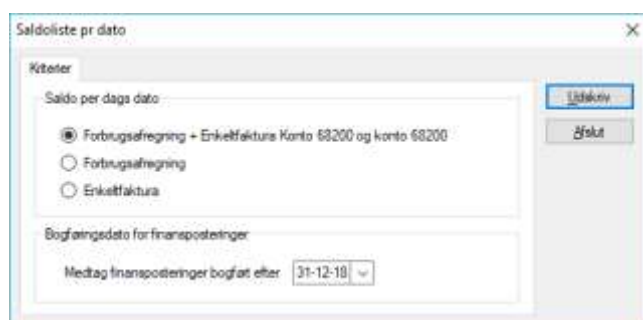 Saldoliste pr dato
Kriterier
Saldo per dags dato
Forbrugsafregning + Enkeltfaktura Konto 68200 og konto 68200
Forbrugsafregning
Enkeltfaktura
Bogføringsdato for finansposteringer
Medtag finansposteringer bogført efter 31-12-18
Udskriv
Afslut